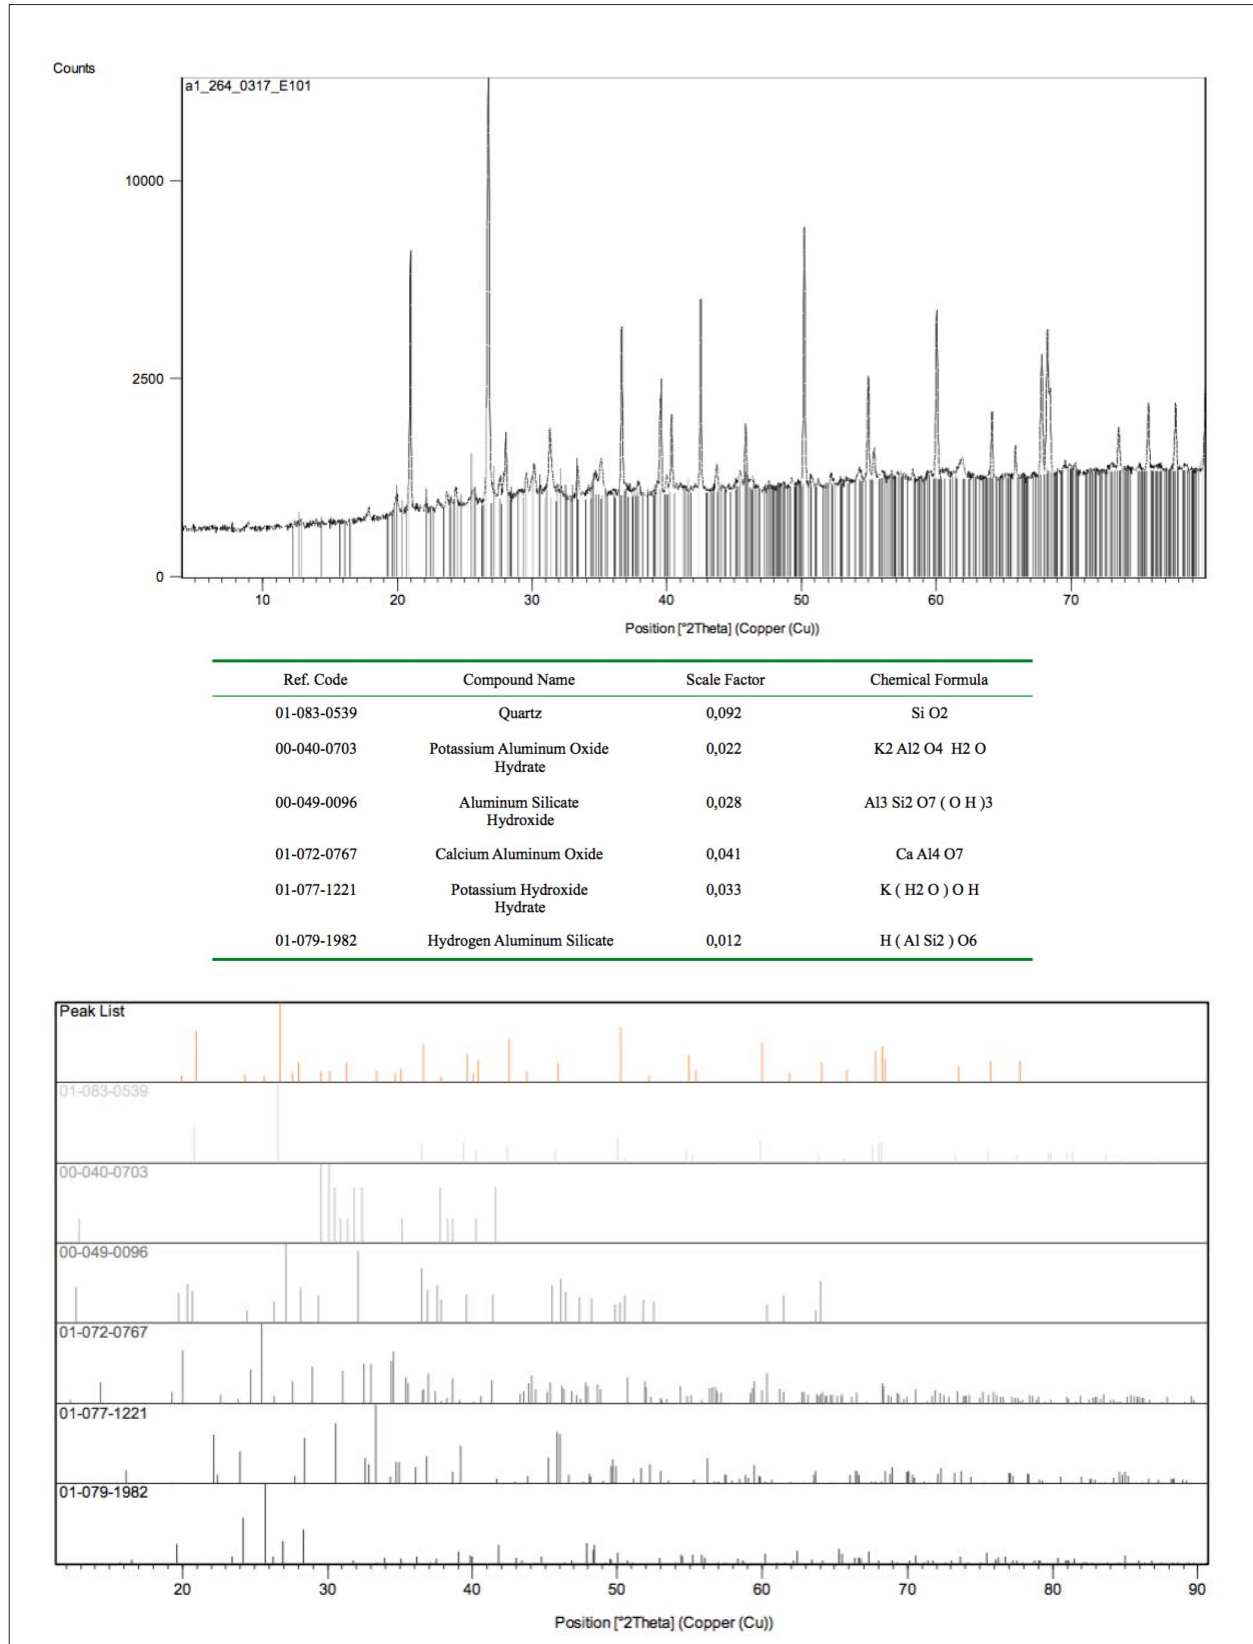 Counts
a1_264_0317_E101
10000
2500
0
10 20 30 40 50 60 70
Position [°2Theta] (Copper (Cu))
Ref. Code Compound Name Scale Factor Chemical Formula
01-083-0539 Quartz 0,092 Si O2
00-040-0703 Potassium Aluminum Oxide 0,022 K2 Al2 O4 H2 O
Hydrate
00-049-0096 Aluminum Silicate 0,028 Al3 Si2 O7 ( O H )3
Hydroxide
01-072-0767 Calcium Aluminum Oxide 0,041 Ca Al4 O7
01-077-1221 Potassium Hydroxide 0,033 K ( H2 O ) O H
Hydrate
01-079-1982 Hydrogen Aluminum Silicate 0,012 H ( Al Si2 ) O6
Peak List
01-083-0539
00-040-0703
00-049-0096
01-072-0767
01-077-1221
01-079-1982
20 30 40 50 60 70 80 90
Position [°2Theta] (Copper (Cu))